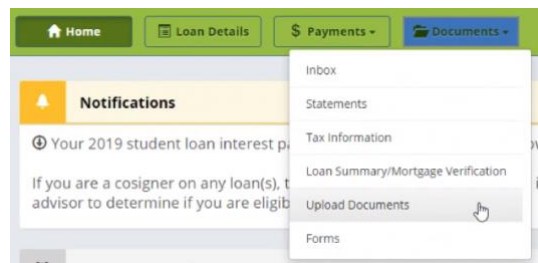 Home
Loan Details
$ Payments
Documents
Inbox
Statements
Tax Information
Loan Summary/Mortgage Verification
Upload Documents
Forms
Notifications
Your 2019 student loan interest
If you are a cosigner on any loan(s),
advisor to determine if you are